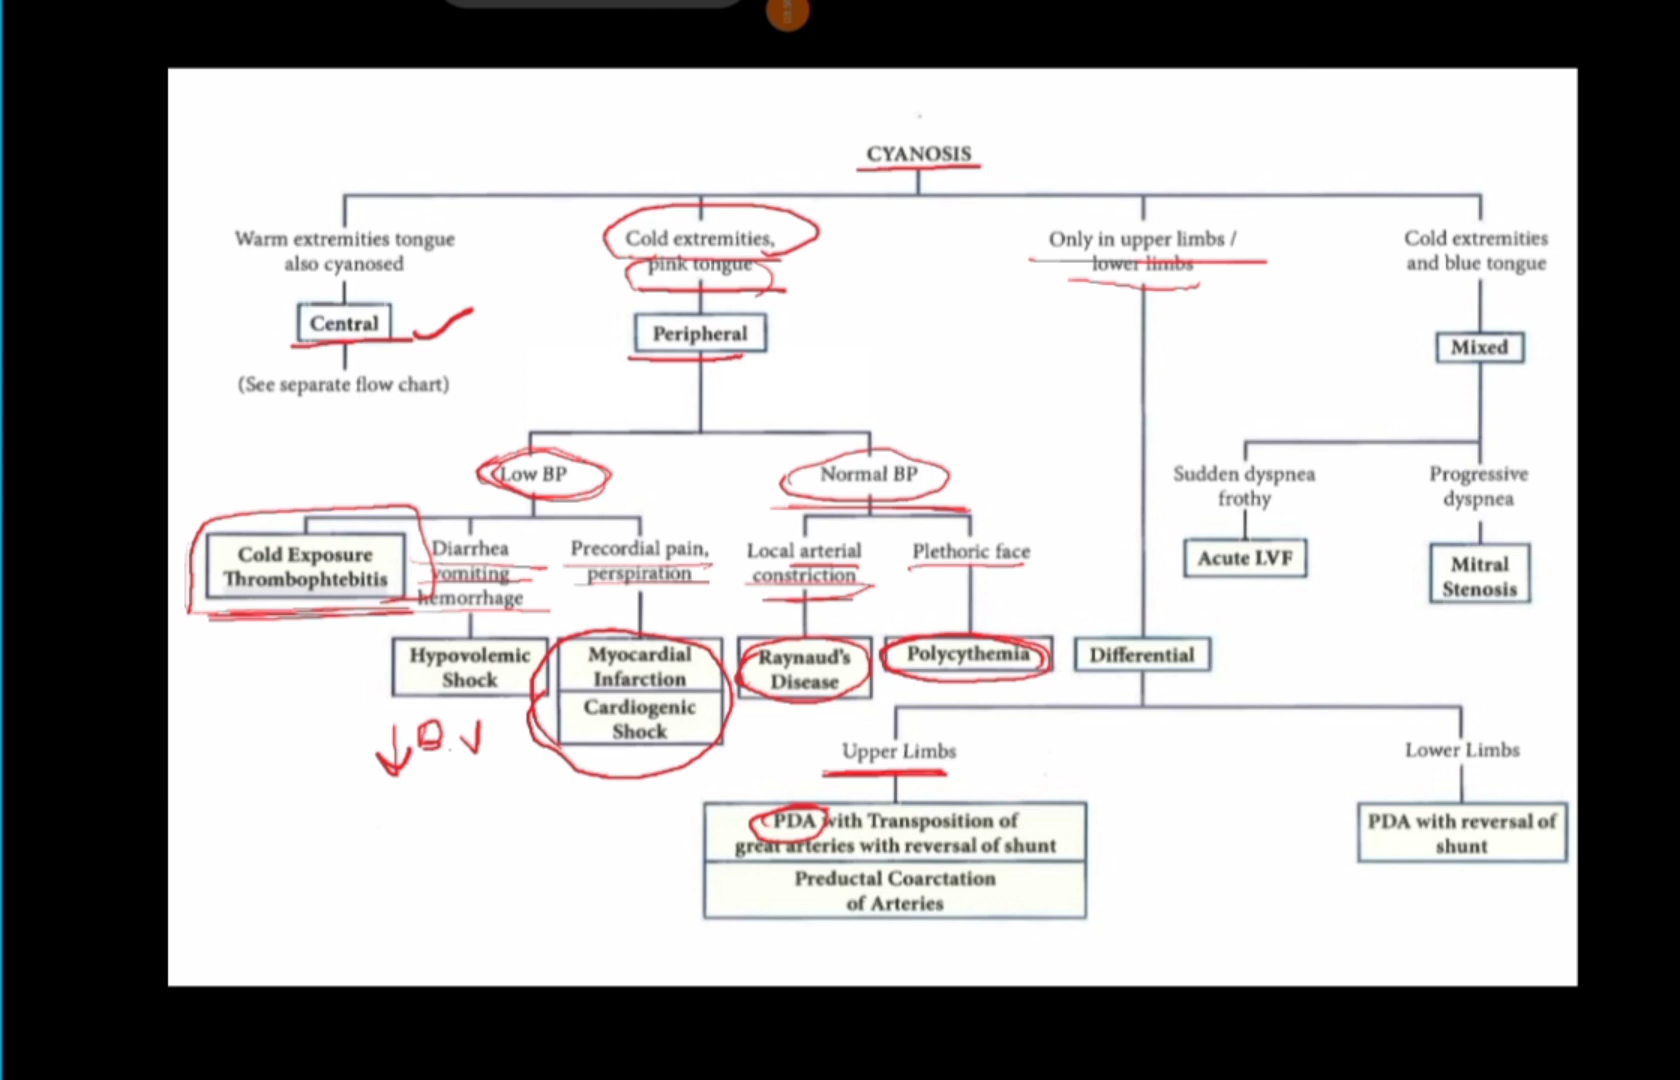 CYANOSIS
Warm extremities tongue
also cyanosed
Central
(See separate flow chart)
Cold extremities,
pink tongue
Peripheral
Only in upper limbs /
lower limbs
Cold extremities
and blue tongue
Mixed
Low BP
Normal BP
Cold Exposure
Thrombophtebitis
Diarrhea
vomiting
hemorrhage
Hypovolemic
Shock
Precordial pain,
perspiration
Myocardial
Infarction
Cardiogenic
Shock
Local arterial
constriction
Raynaud's
Disease
Plethoric face
Polycythemia
Sudden dyspnea
frothy
Acute LVF
Progressive
dyspnea
Mitral
Stenosis
Differential
↓ B.V
Upper Limbs
PDA with Transposition of
great arteries with reversal of shunt
Preductal Coarctation
of Arteries
Lower Limbs
PDA with reversal of
shunt